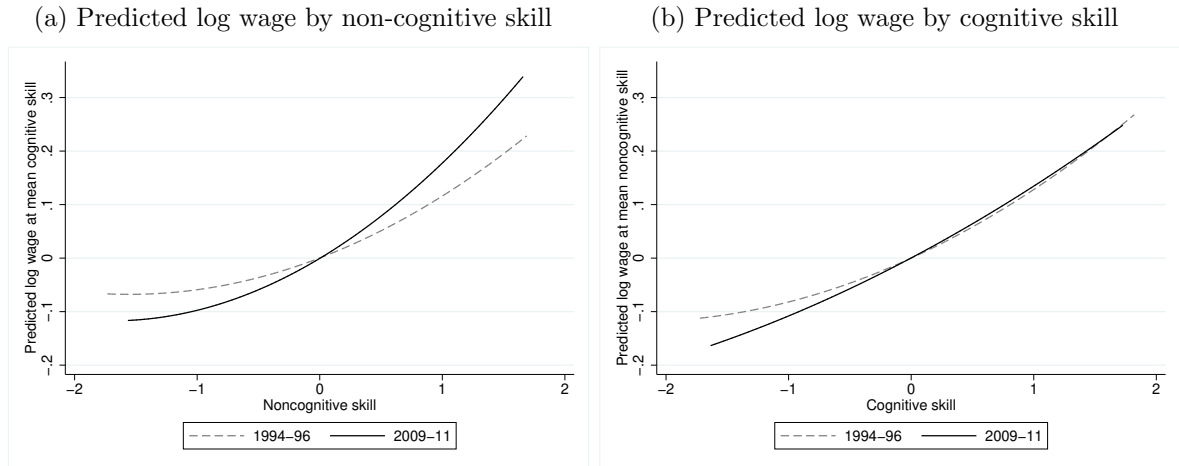 (a) Predicted log wage by non-cognitive skill
Predicted log wage at mean cognitive skill
.3
.2
.1
0
−.1
−.2
−2 −1 0 1 2
Noncognitive skill
1994−96 2009−11
(b) Predicted log wage by cognitive skill
Predicted log wage at mean noncognitive skill
.3
.2
.1
0
−.1
−.2
−2 −1 0 1 2
Cognitive skill
1994−96 2009−11